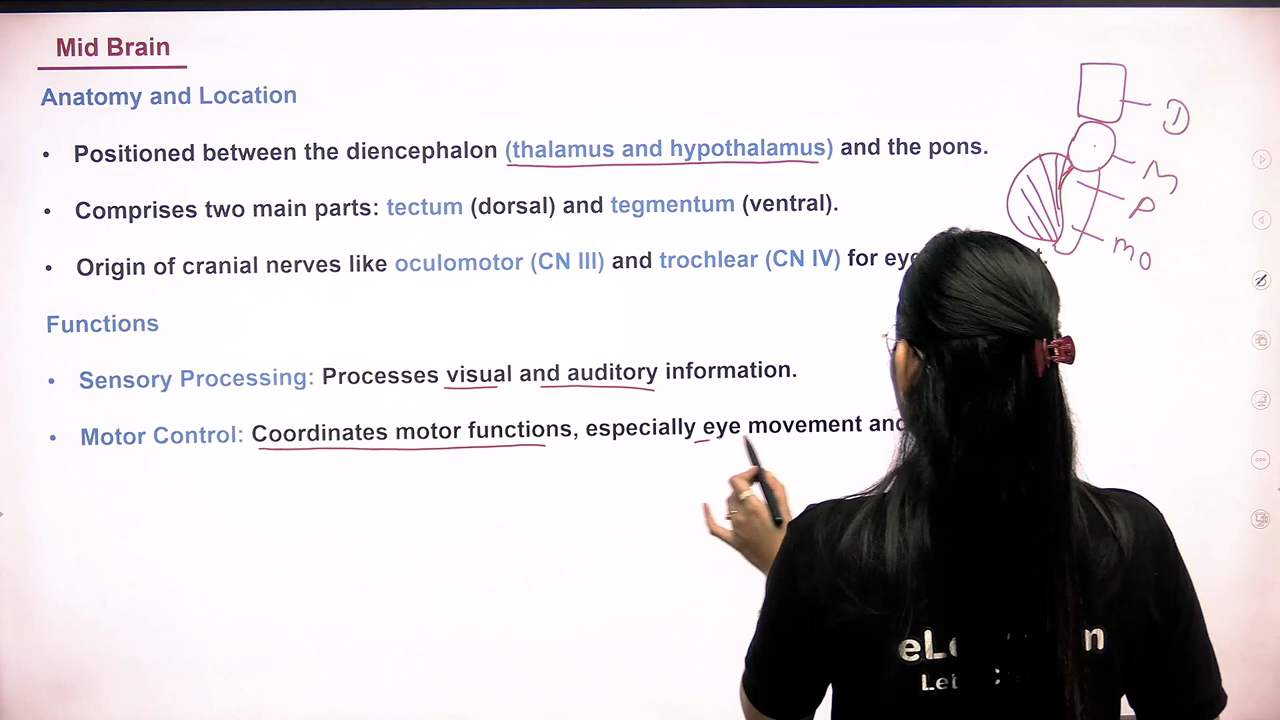 Mid Brain
Anatomy and Location
• Positioned between the diencephalon (thalamus and hypothalamus) and the pons.
• Comprises two main parts: tectum (dorsal) and tegmentum (ventral).
• Origin of cranial nerves like oculomotor (CN III) and trochlear (CN IV) for
Functions
• Sensory Processing: Processes visual and auditory information.
• Motor Control: Coordinates motor functions, especially eye movement and
D
M
P
MO